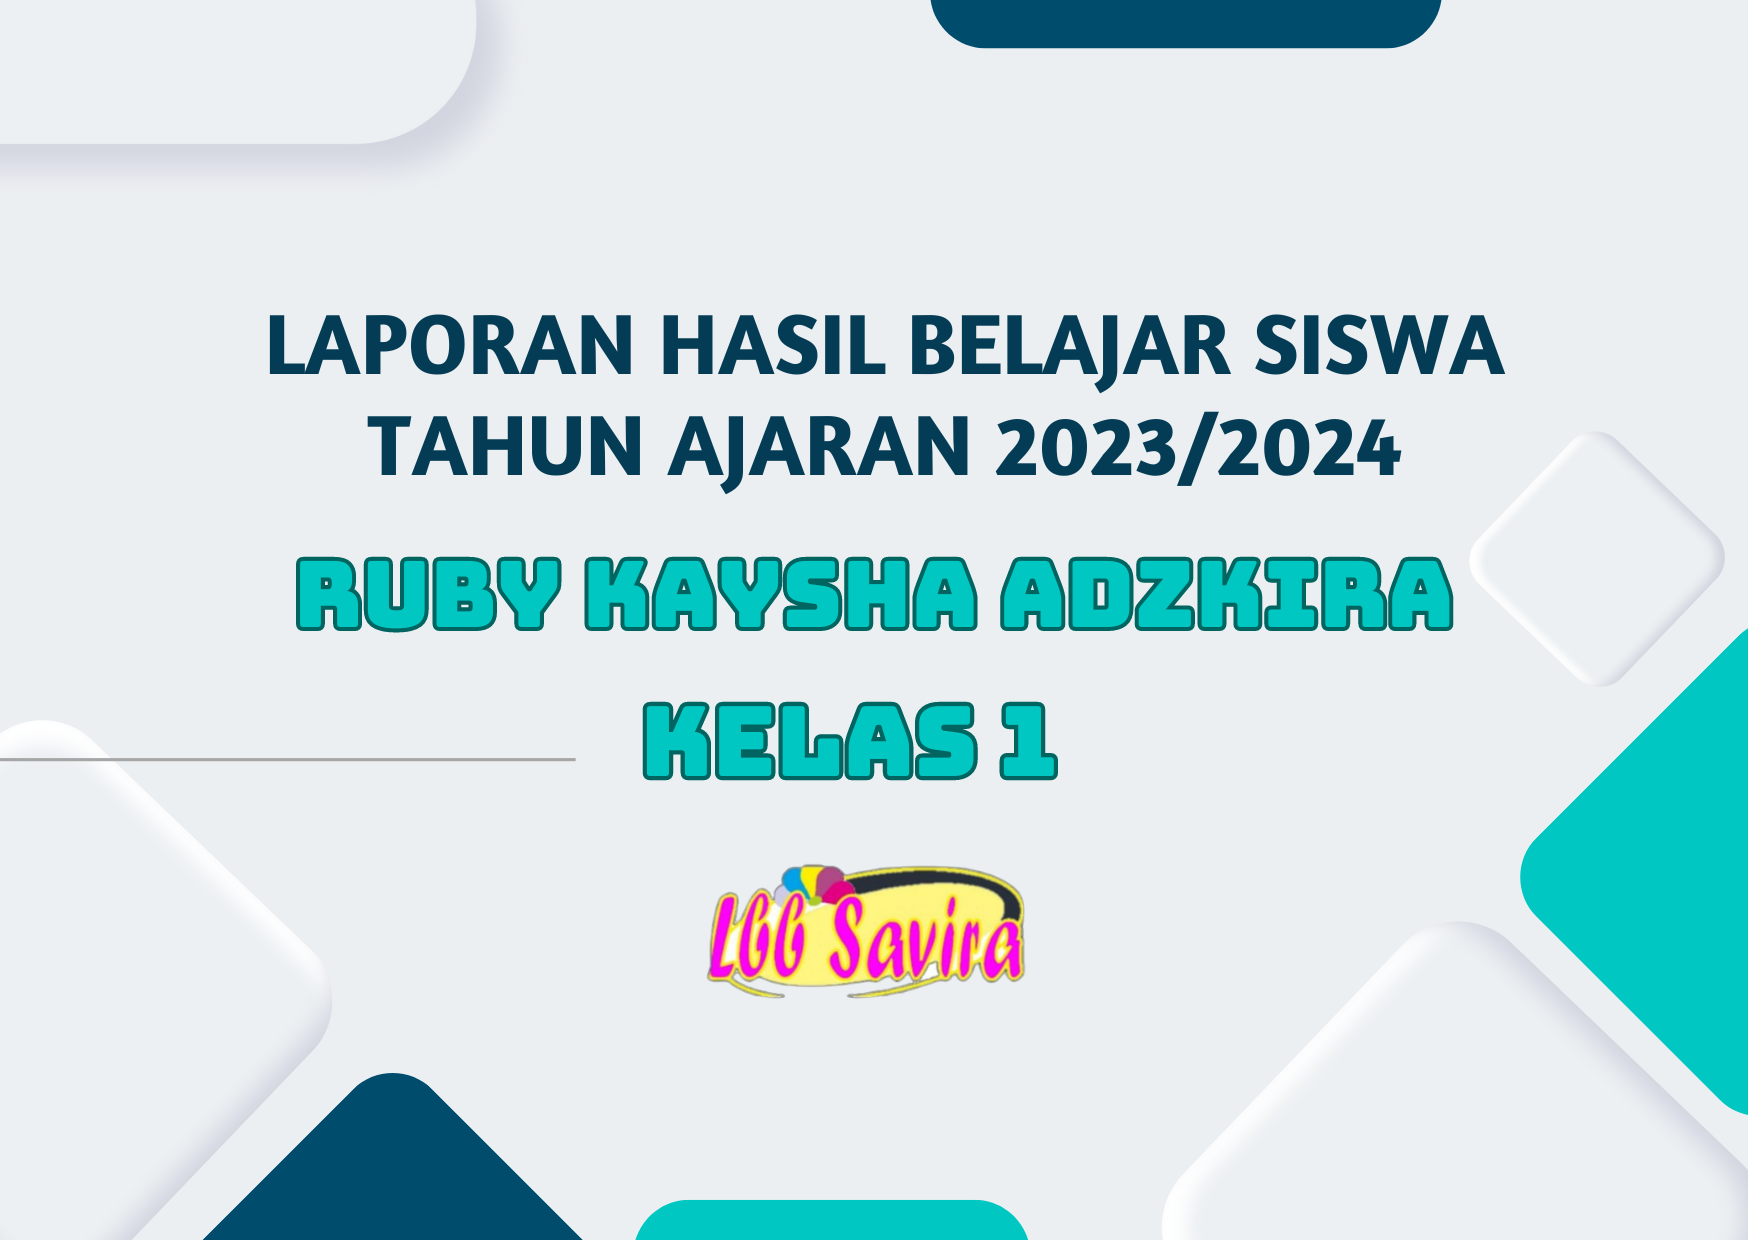 LAPORAN HASIL BELAJAR SISWA
TAHUN AJARAN 2023/2024
RUBY KAYSHA ADZKIRA
KELAS 1
LBB Savira